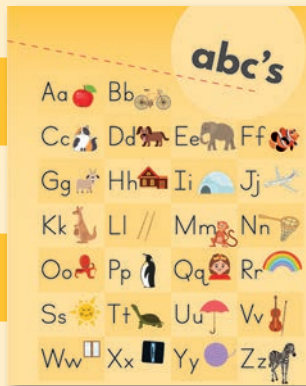 abc's
Aa Bb
Cc Dd Ee Ff
Gg Hh Ii Jj
Kk Ll Mm Nn
Oo Pp Qq Rr
Ss Tt Uu Vv
Ww Xx Yy Zz